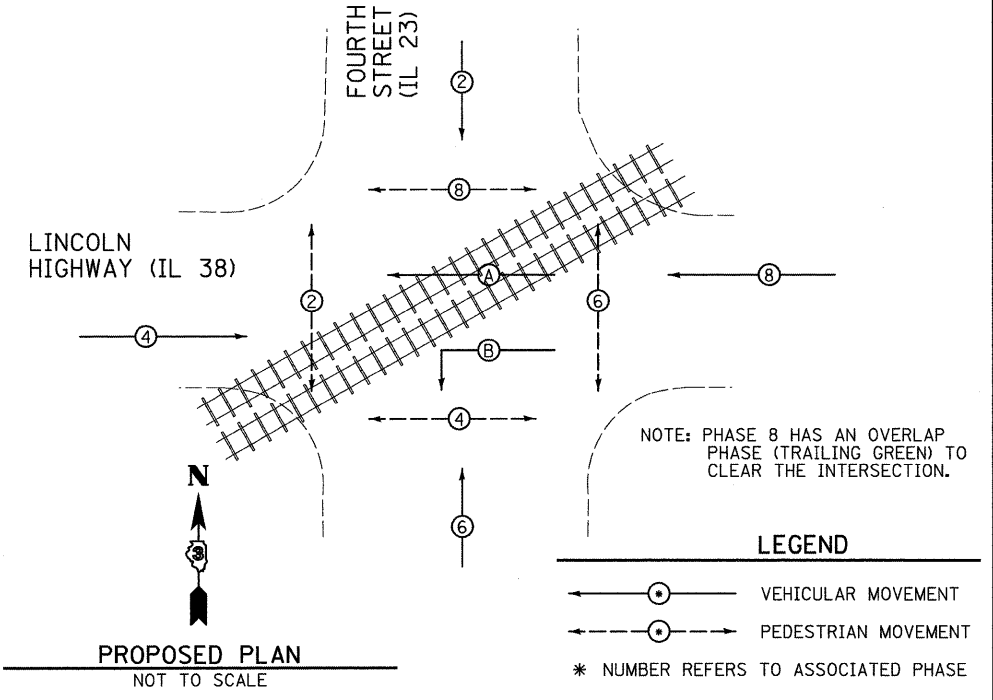 FOURTH
STREET
(IL 23)
2
8
LINCOLN
HIGHWAY (IL 38)
A
8
2
6
4
B
4
NOTE: PHASE 8 HAS AN OVERLAP
PHASE (TRAILING GREEN) TO
CLEAR THE INTERSECTION.
N
6
3
LEGEND
* VEHICULAR MOVEMENT
* PEDESTRIAN MOVEMENT
* NUMBER REFERS TO ASSOCIATED PHASE
PROPOSED PLAN
NOT TO SCALE